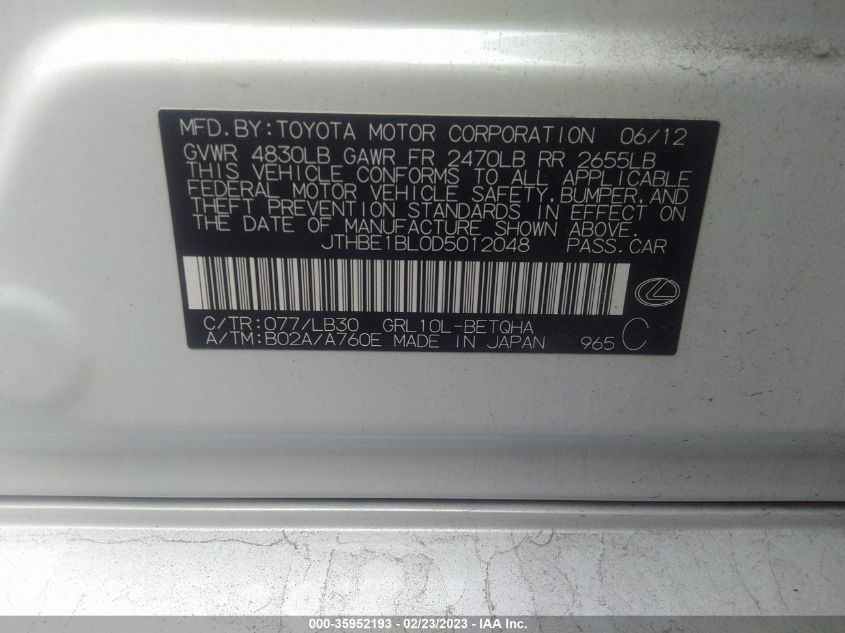 MFD.BY:TOYOTA MOTOR CORPORATION 06/12
GVWR 4830LB GAWR FR 2470LB RR 2655LB
THIS VEHICLE CONFORMS TO ALL APPLICABLE
FEDERAL MOTOR VEHICLE SAFETY,BUMPER,AND
THEFT PREVENTION STANDARDS IN EFFECT ON
THE DATE OF MANUFACTURE SHOWN ABOVE.
JTHBE1BL0D5012048 PASS.CAR
C/TR:077/LB30 GRL10L-BETQHA
A/TM:B02A/A760E MADE IN JAPAN 965 C
000-35952193 - 02/23/2023 - IAA Inc.